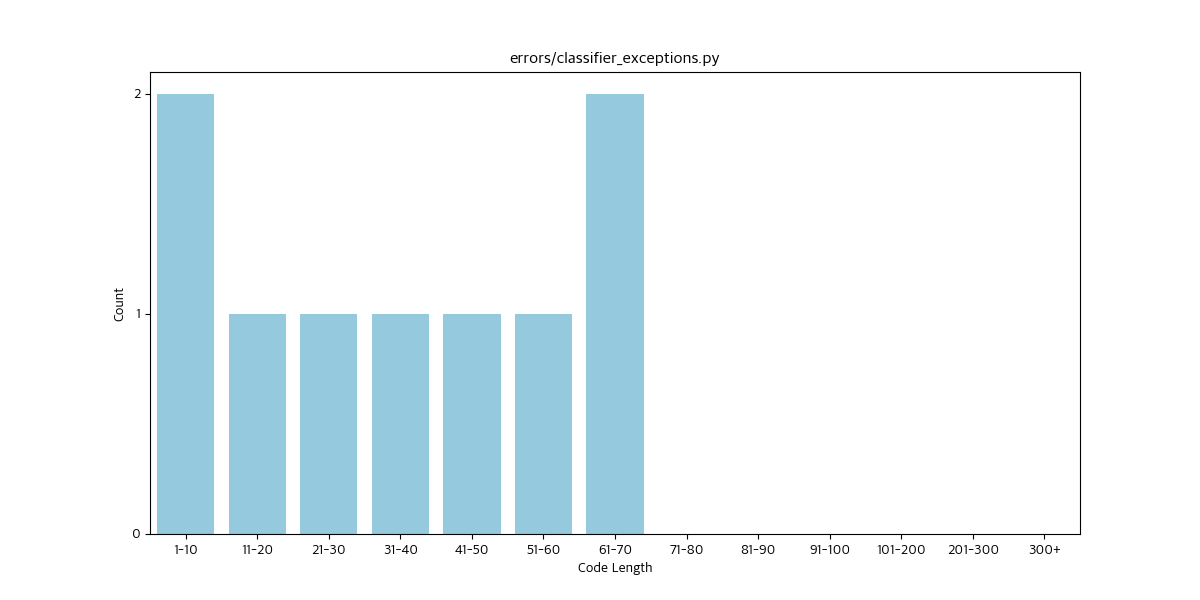 errors/classifier_exceptions.py
2
1
0
Count
1-10 11-20 21-30 31-40 41-50 51-60 61-70 71-80 81-90 91-100 101-200 201-300 300+
Code Length